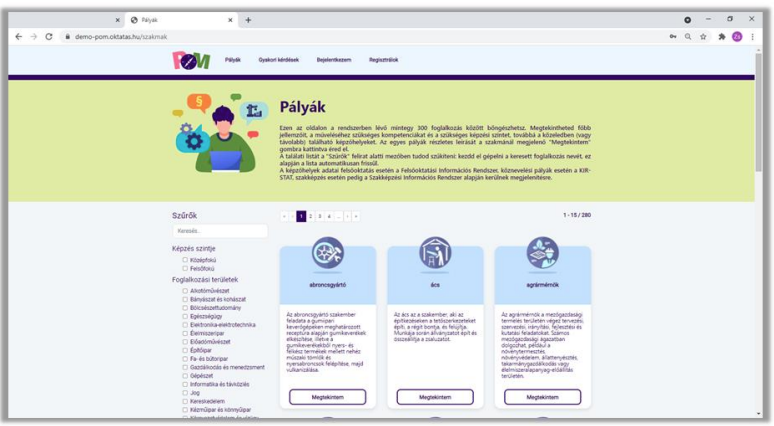 Pályák
demo-pom.oktatas.hu/szakmak
POM
Pályák Gyakori kérdések Bejelentkezem Regisztrálok
Pályák
Ezen az oldalon a rendszerben lévő mintegy 300 foglalkozás között böngészhetsz. Megtekintheted főbb
jellemzőit, a műveléséhez szükséges kompetenciákat és a szükséges képzési szintet, továbbá a közeledben (vagy
távolabb) található képzőhelyeket. Az egyes pályák részletes leírását a szakmánál megjelenő "Megtekintem"
gombra kattintva éred el.
A találati listát a "Szűrők" felirat alatti mezőben tudod szűkíteni: kezdd el gépelni a keresett foglalkozás nevét, ez
alapján a lista automatikusan frissül.
A képzőhelyek adatai felsőoktatás esetén a Felsőoktatási Információs Rendszer, köznevelési pályák esetén a KIR-
STAT, szakképzés esetén pedig a Szakképzési Információs Rendszer alapján kerülnek megjelenítésre.
Szűrők
« ‹ 1 2 3 4 ... › »
1 - 15 / 280
Keresés...
Képzés szintje
Középfokú
Felsőfokú
Foglalkozási területek
Alkotóművészet
Bányászat és kohászat
Bölcsészettudomány
Egészségügy
Elektronika-elektrotechnika
Élelmiszeripar
Előadóművészet
Építőipar
Fa- és bútoripar
Gazdálkodás és menedzsment
Gépészet
Informatika és távközlés
Jog
Kereskedelem
Kézműipar és könnyűipar
abroncsgyártó
Az abroncsgyártó szakember
feladata a gumiipari
keverőgépeken meghatározott
receptúra alapján gumikeverékek
elkészítése, illetve a
gumikeverékekből nyers- és
félkész termékek mellett nehéz
műszaki tömlők és
nyersabroncsok felépítése, majd
vulkanizálása.
Megtekintem
ács
Az ács az a szakember, aki az
építkezéseken a tetőszerkezeteket
építi, a régit bontja, és felújítja.
Munkája során állványzatot épít és
összeállítja a zsaluzatot.
Megtekintem
agrármérnök
Az agrármérnök a mezőgazdasági
termelés területén végez tervezési,
szervezési, irányítási, fejlesztési és
kutatási feladatokat. Számos
mezőgazdasági ágazatban
dolgozhat, például a
növénytermesztés,
növényvédelem, állattenyésztés,
takarmánygazdálkodás vagy
élelmiszeralapanyag-előállítás
területén.
Megtekintem